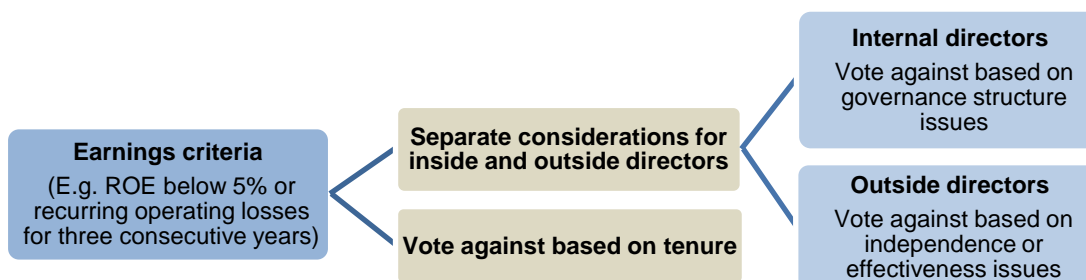 Earnings criteria
(E.g. ROE below 5% or
recurring operating losses
for three consecutive years)
Separate considerations for
inside and outside directors
Vote against based on tenure
Internal directors
Vote against based on
governance structure
issues
Outside directors
Vote against based on
independence or
effectiveness issues